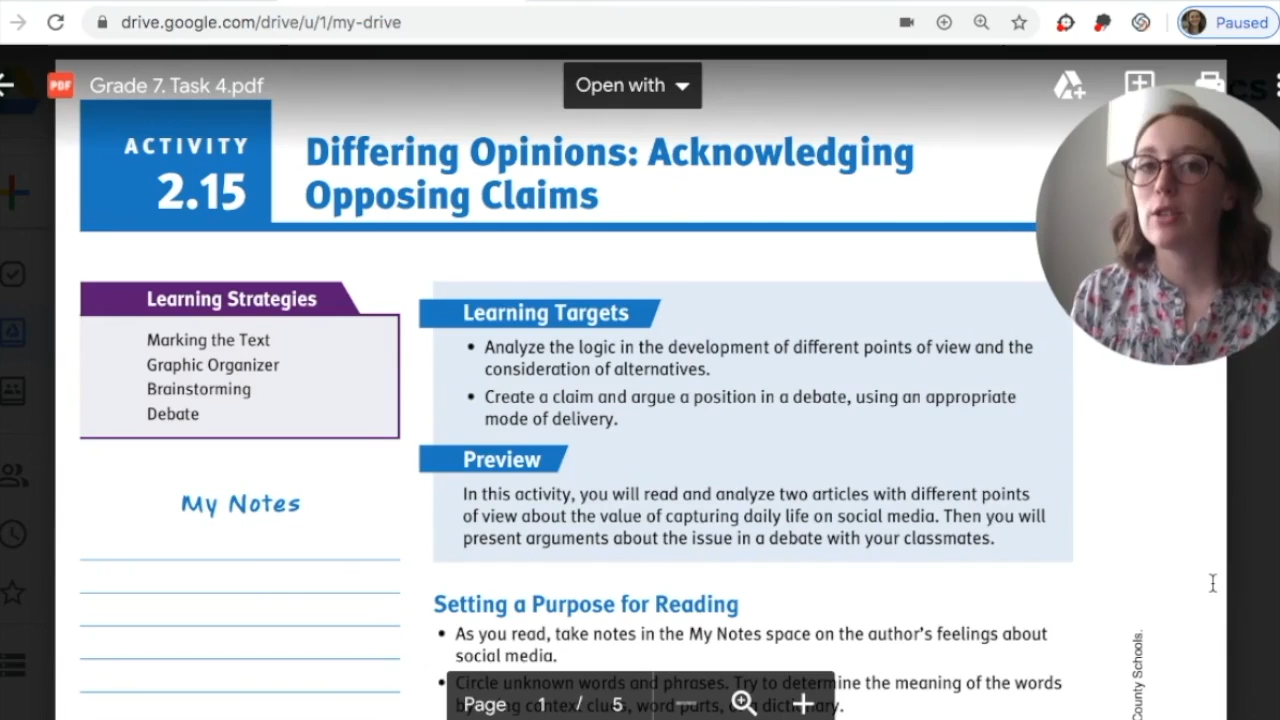 drive.google.com/drive/u/1/my-drive
Paused
PDF
Grade 7. Task 4.pdf
Open with
ACTIVITY
2.15
Differing Opinions: Acknowledging
Opposing Claims
Learning Strategies
Marking the Text
Graphic Organizer
Brainstorming
Debate
My Notes
Learning Targets
• Analyze the logic in the development of different points of view and the
consideration of alternatives.
• Create a claim and argue a position in a debate, using an appropriate
mode of delivery.
Preview
In this activity, you will read and analyze two articles with different points
of view about the value of capturing daily life on social media. Then you will
present arguments about the issue in a debate with your classmates.
Setting a Purpose for Reading
• As you read, take notes in the My Notes space on the author's feelings about
social media.
• Circle unknown words and phrases. Try to determine the meaning of the words
by using context clues, word parts, or a dictionary.
Page 1 / 5
County Schools.